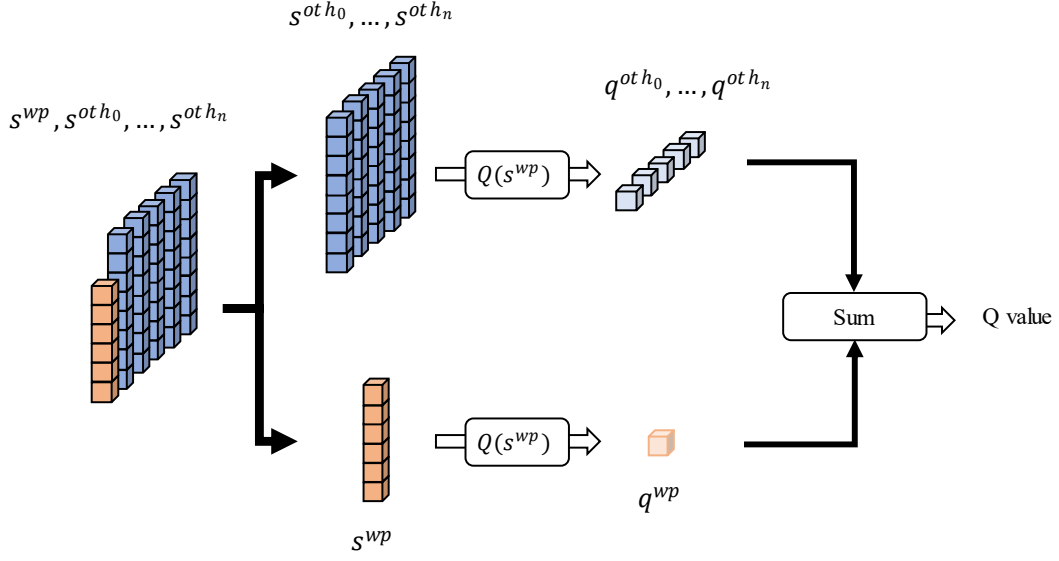 s^{oth_0}, ..., s^{oth_n}
q^{oth_0}, ..., q^{oth_n}
s^{wp}, s^{oth_0}, ..., s^{oth_n}
Q(s^{wp})
Sum
Q value
Q(s^{wp})
q^{wp}
s^{wp}